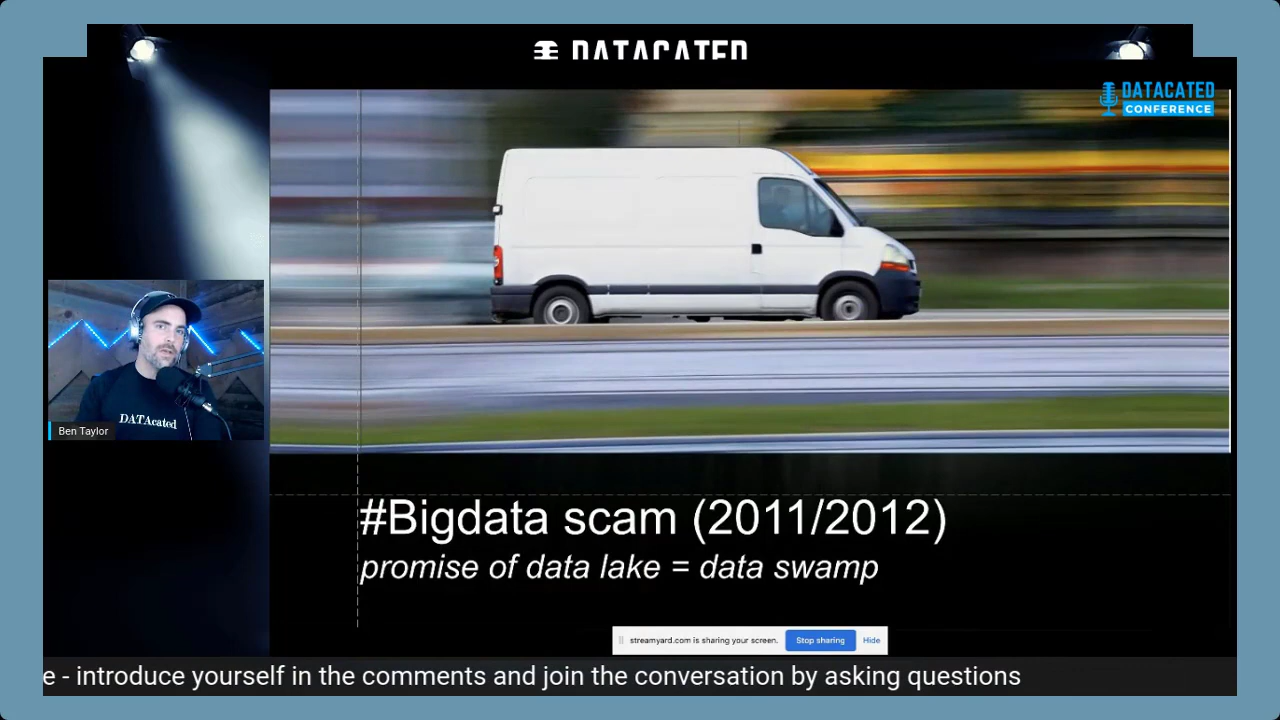 DATACATED
DATACATED
CONFERENCE
DATAcated
Ben Taylor
#Bigdata scam (2011/2012)
promise of data lake = data swamp
streamyard.com is sharing your screen.
Stop sharing
Hide
e - introduce yourself in the comments and join the conversation by asking questions